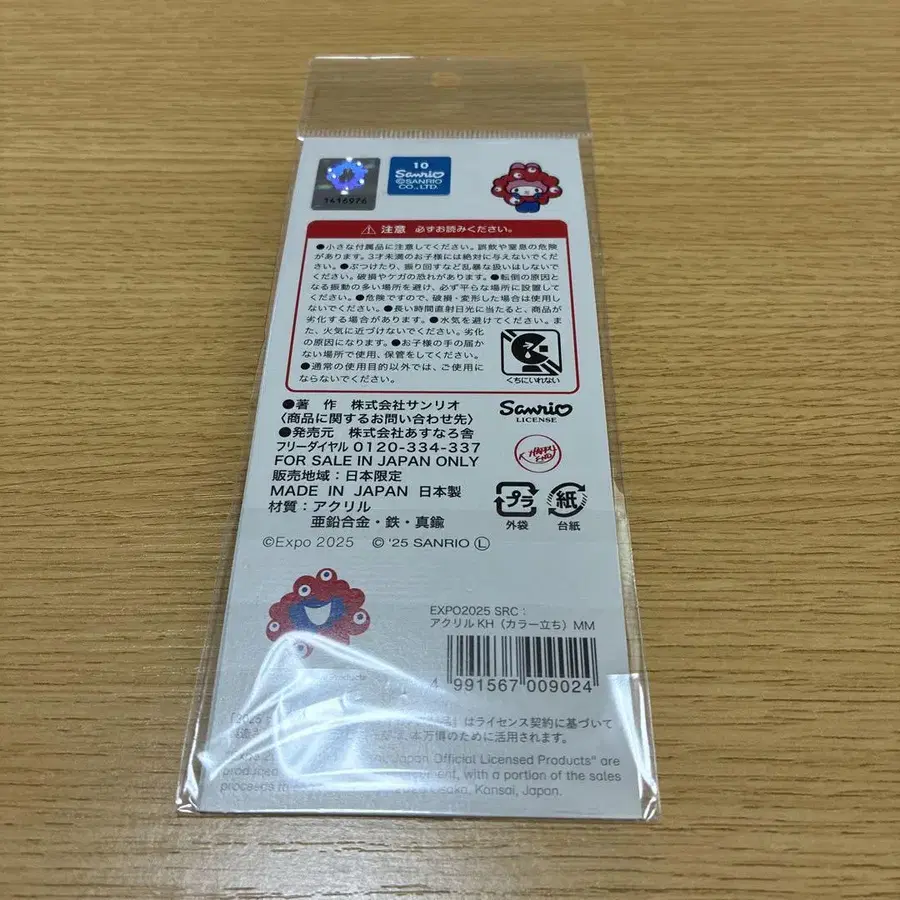 1416976
10
Sanrio
©SANRIO
CO., LTD.
⚠ 注意 必ずお読みください。
●小さな付属品に注意してください。誤飲や窒息の危険
があります。3才未満のお子様には絶対に与えないでくだ
さい。●ぶつけたり、振り回すなど乱暴な扱いはしないで
ください。破損やケガの恐れがあります。●転倒の原因と
なる振動の多い場所を避け、必ず平らな場所に設置して
ください。●危険ですので、破損・変形した場合は使用し
ないでください。●長い時間直射日光に当たると、商品が
劣化する場合があります。●水気を避けてください。ま
た、火気に近づけないでください。劣化
の原因になります。●お子様の手の届か
ない場所で使用、保管をしてください。
●通常の使用目的以外では、ご使用に
ならないでください。
くちにいれない
●著 作 株式会社サンリオ
〈商品に関するお問い合わせ先〉
●発売元 株式会社あすなろ舎
フリーダイヤル 0120-334-337
FOR SALE IN JAPAN ONLY
販売地域:日本限定
MADE IN JAPAN 日本製
材質:アクリル
亜鉛合金・鉄・真鍮
Sanrio
LICENSE
HAPPY
END
プラ
外袋
紙
台紙
©Expo 2025 © '25 SANRIO Ⓛ
EXPO2025 SRC:
アクリルKH(カラー立ち)MM
4 991567 009024
Products
は ライセンス契約に基づいて
万博のために活用されます。
Japan Official Licensed Products" are
produced
with a portion of the sales
proceeds
Osaka, Kansai, Japan.